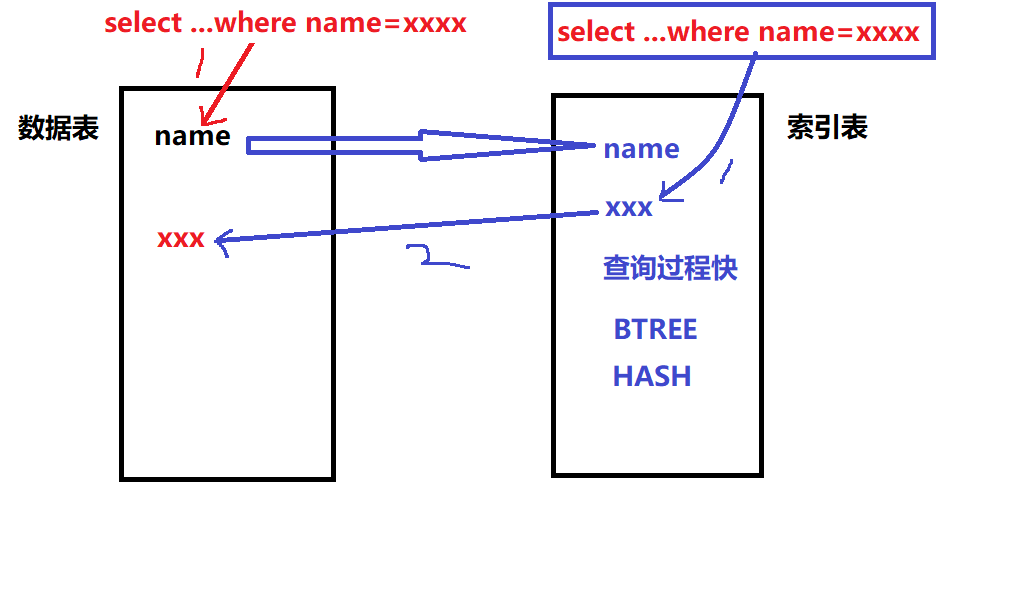 select ...where name=xxxx
select ...where name=xxxx
1
数据表
name
xxx
2
索引表
name
1
xxx
查询过程快
BTREE
HASH